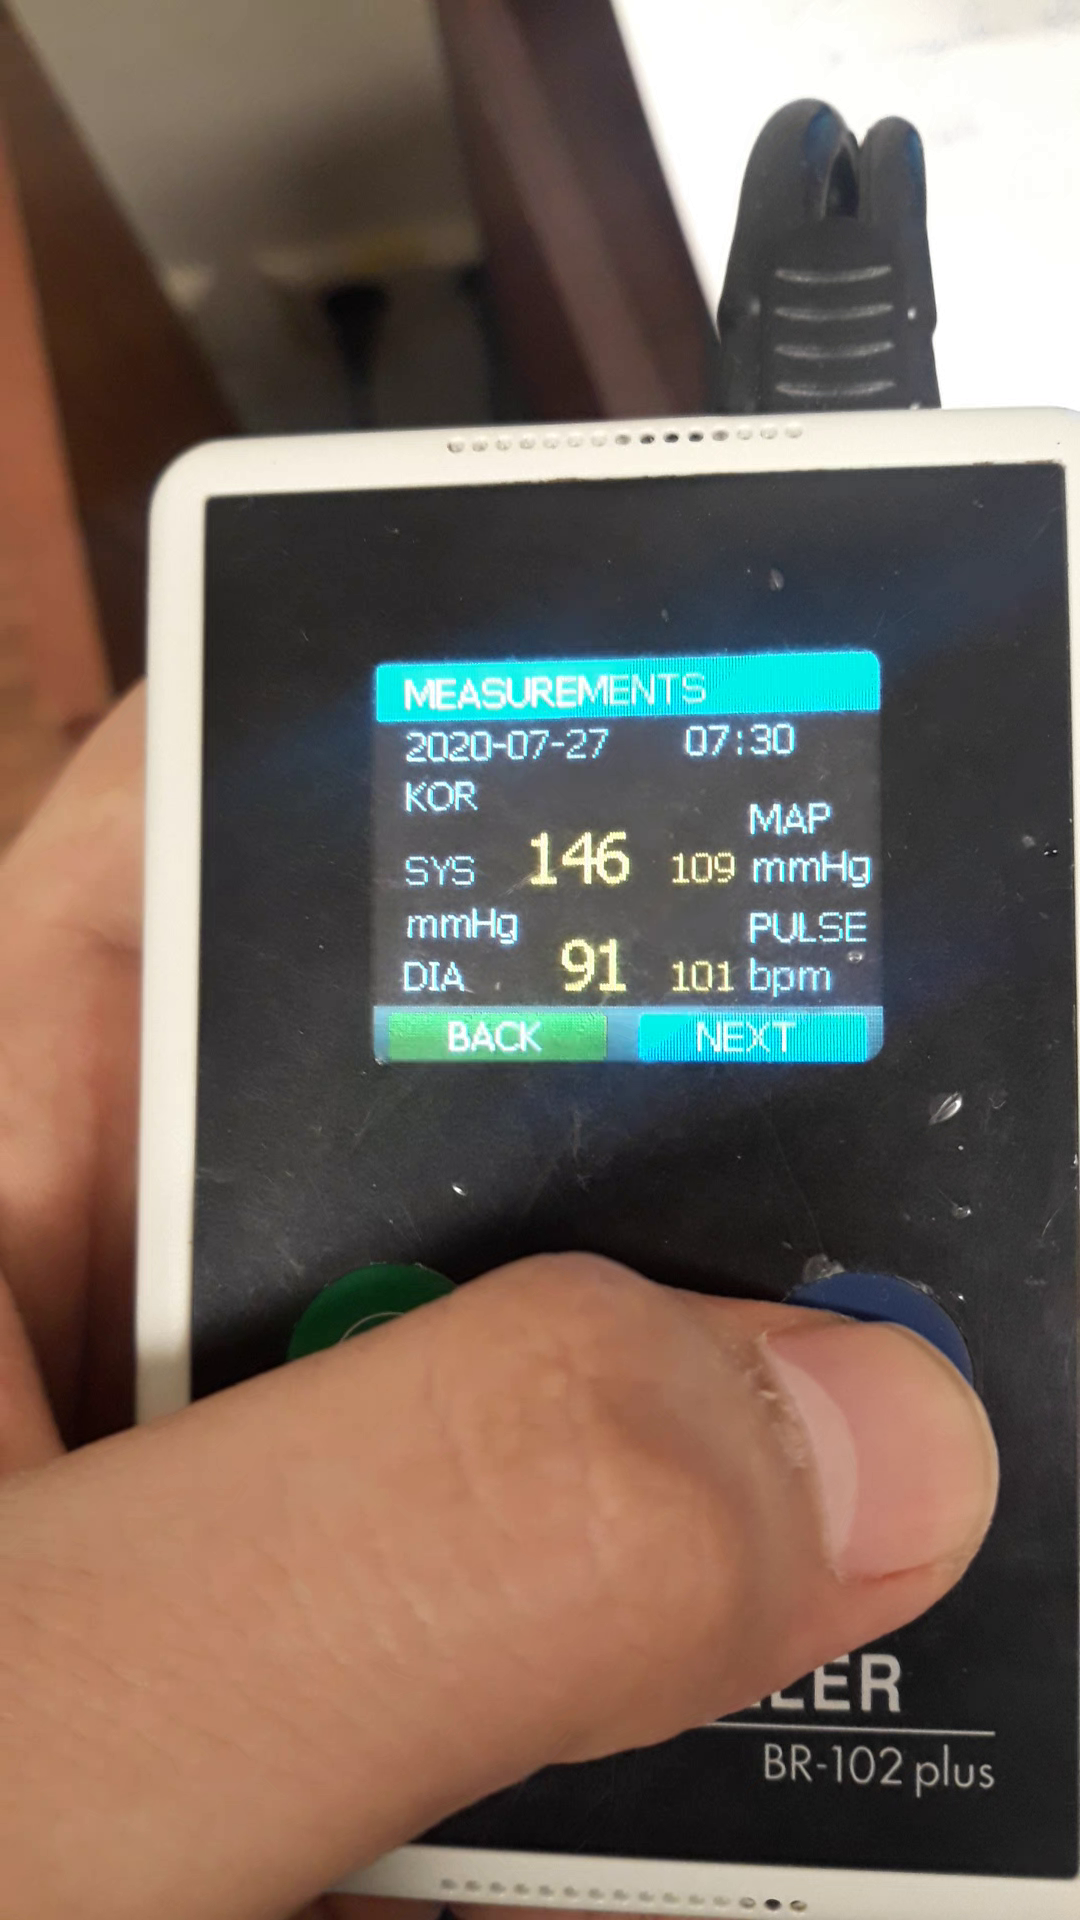 MEASUREMENTS
2020-07-27 07:30
KOR
MAP
SYS 146 109 mmHg
mmHg PULSE
DIA 91 101 bpm
BACK NEXT
BR-102 plus